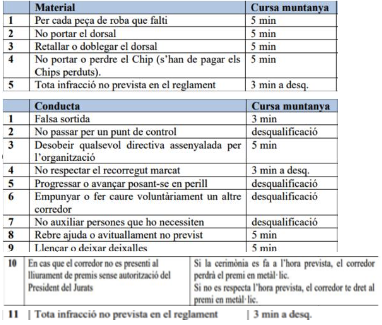 Material Cursa muntanya
1 Per cada peça de roba que falti 5 min
2 No portar el dorsal 5 min
3 Retallar o doblegar el dorsal 5 min
4 No portar o perdre el Chip (s'han de pagar els 5 min
Chips perduts).
5 Tota infracció no prevista en el reglament 3 min a desq.
Conducta Cursa muntanya
1 Falsa sortida 3 min
2 No passar per un punt de control desqualificació
3 Desobeir qualsevol directiva assenyalada per 5 min
l'organització
4 No respectar el recorregut marcat 3 min a desq.
5 Progressar o avançar posant-se en perill desqualificació
6 Empunyar o fer caure voluntàriament un altre desqualificació
corredor
7 No auxiliar persones que ho necessiten desqualificació
8 Rebre ajuda o avituallament no previst 5 min
9 Llençar o deixar deixalles 5 min
10 En cas que el corredor no es presenti al Si la cerimònia es fa a l'hora prevista, el corredor
lliurament de premis sense autorització del perdrà el premi en metàl·lic.
President del Jurats Si no es respecta l'hora prevista, el corredor te dret al
premi en metàl·lic.
11 Tota infracció no prevista en el reglament 3 min a desq.